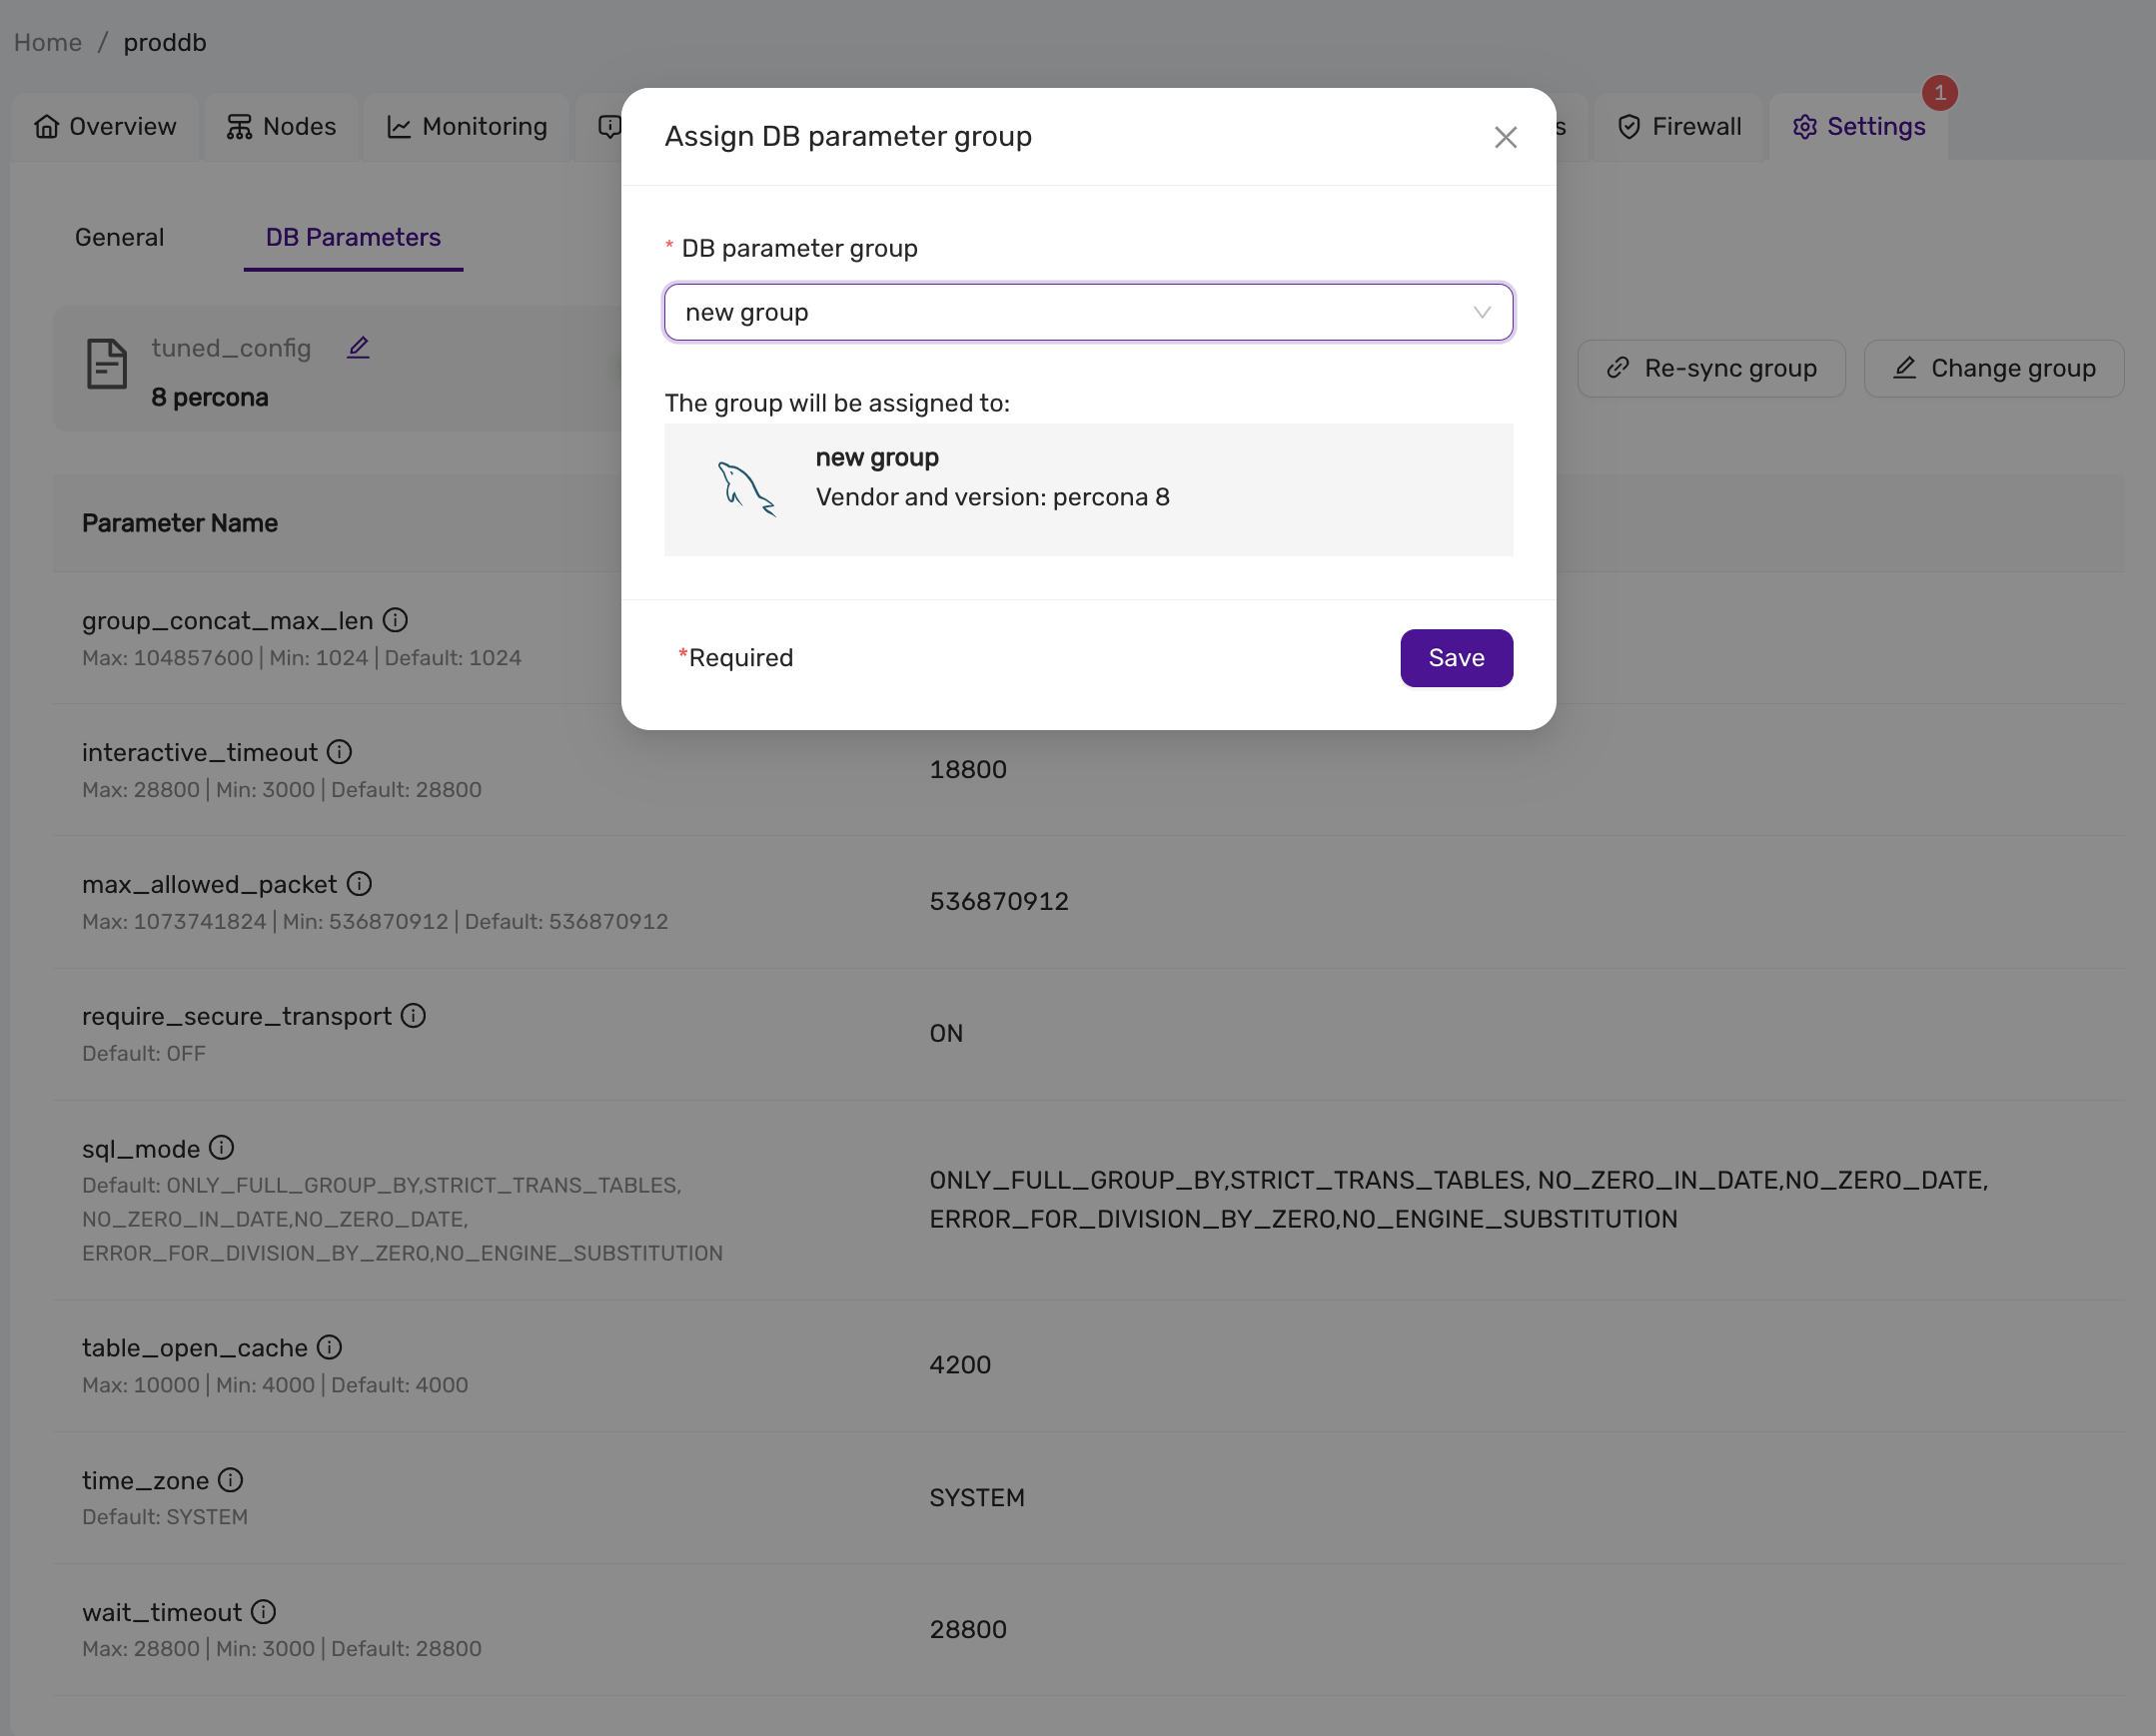 Home / proddb
Overview
Nodes
Monitoring
s
Firewall
Settings
1
General
DB Parameters
tuned_config
8 percona
Re-sync group
Change group
Assign DB parameter group
* DB parameter group
new group
The group will be assigned to:
new group
Vendor and version: percona 8
*Required
Save
Parameter Name
group_concat_max_len
Max: 104857600 | Min: 1024 | Default: 1024
interactive_timeout
Max: 28800 | Min: 3000 | Default: 28800
18800
max_allowed_packet
Max: 1073741824 | Min: 536870912 | Default: 536870912
536870912
require_secure_transport
Default: OFF
ON
sql_mode
Default: ONLY_FULL_GROUP_BY,STRICT_TRANS_TABLES,
NO_ZERO_IN_DATE,NO_ZERO_DATE,
ERROR_FOR_DIVISION_BY_ZERO,NO_ENGINE_SUBSTITUTION
ONLY_FULL_GROUP_BY,STRICT_TRANS_TABLES, NO_ZERO_IN_DATE,NO_ZERO_DATE,
ERROR_FOR_DIVISION_BY_ZERO,NO_ENGINE_SUBSTITUTION
table_open_cache
Max: 10000 | Min: 4000 | Default: 4000
4200
time_zone
Default: SYSTEM
SYSTEM
wait_timeout
Max: 28800 | Min: 3000 | Default: 28800
28800